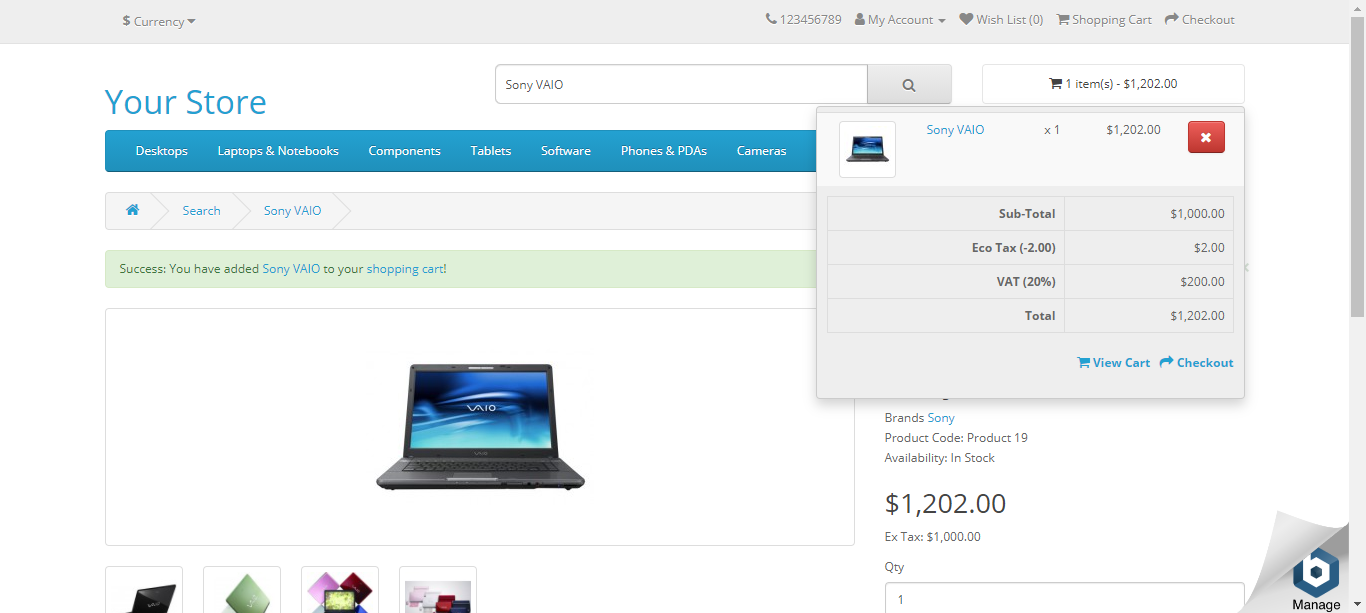 $ Currency
123456789 My Account Wish List (0) Shopping Cart Checkout
Your Store
Sony VAIO
1 item(s) - $1,202.00
Desktops Laptops & Notebooks Components Tablets Software Phones & PDAs Cameras
Sony VAIO x 1 $1,202.00
Sub-Total $1,000.00
Eco Tax (-2.00) $2.00
VAT (20%) $200.00
Total $1,202.00
View Cart Checkout
Search Sony VAIO
Success: You have added Sony VAIO to your shopping cart!
VAIO
Brands Sony
Product Code: Product 19
Availability: In Stock
$1,202.00
Ex Tax: $1,000.00
Qty
1
Manage